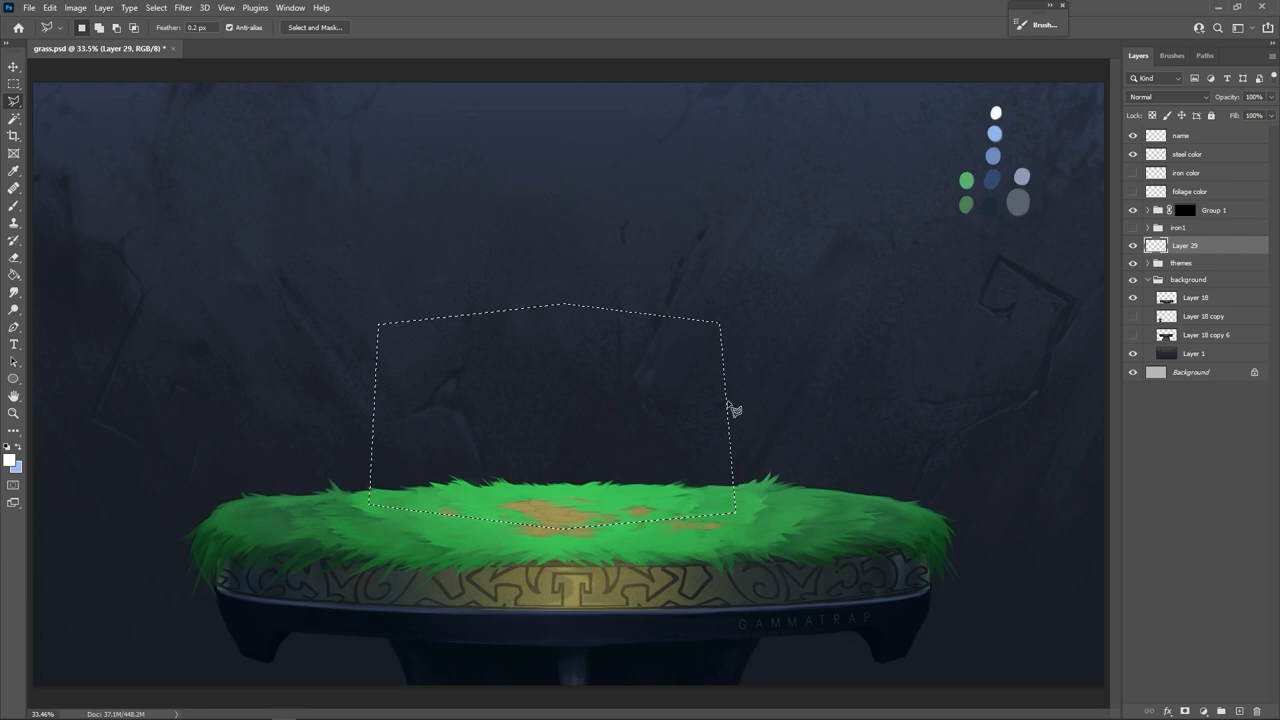 Ps File Edit Image Layer Type Select Filter 3D View Plugins Window Help
Feather: 0.2 px Anti-alias Select and Mask... Brush...
grass.psd @ 33.5% (Layer 29, RGB/8) * ×
Layers Brushes Paths
Kind
Normal Opacity: 100%
Lock: Fill: 100%
name
steel color
iron color
foliage color
Group 1
iron1
Layer 29
themes
background
Layer 18
Layer 18 copy
Layer 18 copy 6
Layer 1
Background
QAMMATRAP
33.46% Doc: 37.1M/448.2M
fx